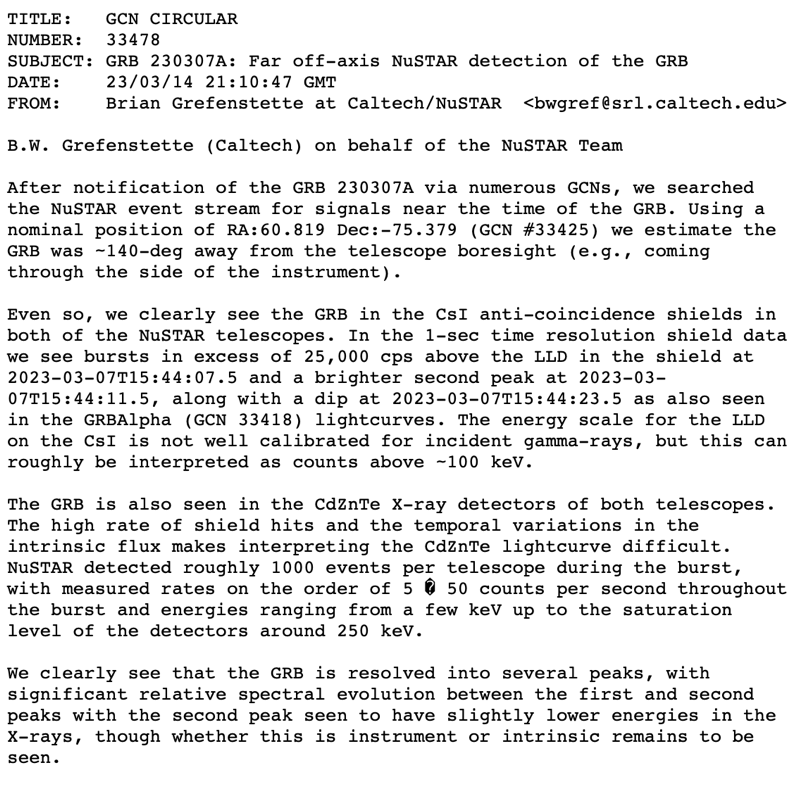 TITLE:   GCN CIRCULAR
NUMBER:  33478
SUBJECT: GRB 230307A: Far off-axis NuSTAR detection of the GRB
DATE:    23/03/14 21:10:47 GMT
FROM:    Brian Grefenstette at Caltech/NuSTAR  <bwgref@srl.caltech.edu>

B.W. Grefenstette (Caltech) on behalf of the NuSTAR Team

After notification of the GRB 230307A via numerous GCNs, we searched
the NuSTAR event stream for signals near the time of the GRB. Using a
nominal position of RA:60.819 Dec:-75.379 (GCN #33425) we estimate the
GRB was ~140-deg away from the telescope boresight (e.g., coming
through the side of the instrument).

Even so, we clearly see the GRB in the CsI anti-coincidence shields in
both of the NuSTAR telescopes. In the 1-sec time resolution shield data
we see bursts in excess of 25,000 cps above the LLD in the shield at
2023-03-07T15:44:07.5 and a brighter second peak at 2023-03-
07T15:44:11.5, along with a dip at 2023-03-07T15:44:23.5 as also seen
in the GRBAlpha (GCN 33418) lightcurves. The energy scale for the LLD
on the CsI is not well calibrated for incident gamma-rays, but this can
roughly be interpreted as counts above ~100 keV.

The GRB is also seen in the CdZnTe X-ray detectors of both telescopes.
The high rate of shield hits and the temporal variations in the
intrinsic flux makes interpreting the CdZnTe lightcurve difficult.
NuSTAR detected roughly 1000 events per telescope during the burst,
with measured rates on the order of 5 � 50 counts per second throughout
the burst and energies ranging from a few keV up to the saturation
level of the detectors around 250 keV.

We clearly see that the GRB is resolved into several peaks, with
significant relative spectral evolution between the first and second
peaks with the second peak seen to have slightly lower energies in the
X-rays, though whether this is instrument or intrinsic remains to be
seen.